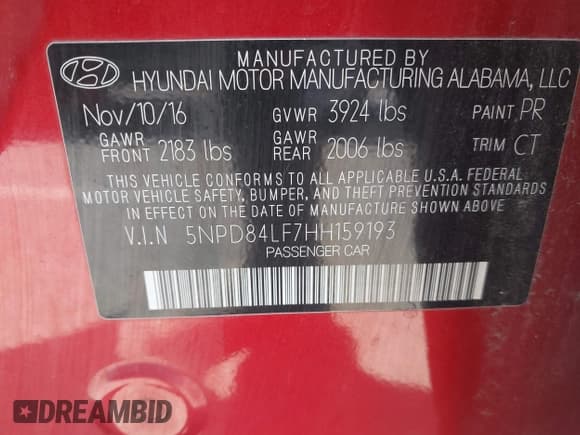 MANUFACTURED BY
HYUNDAI MOTOR MANUFACTURING ALABAMA, LLC
Nov/10/16 GVWR 3924 lbs PAINT PR
GAWR FRONT 2183 lbs GAWR REAR 2006 lbs TRIM CT
THIS VEHICLE CONFORMS TO ALL APPLICABLE U.S.A. FEDERAL
MOTOR VEHICLE SAFETY, BUMPER, AND THEFT PREVENTION STANDARDS
IN EFFECT ON THE DATE OF MANUFACTURE SHOWN ABOVE
V.I.N 5NPD84LF7HH159193
PASSENGER CAR
DREAMBID